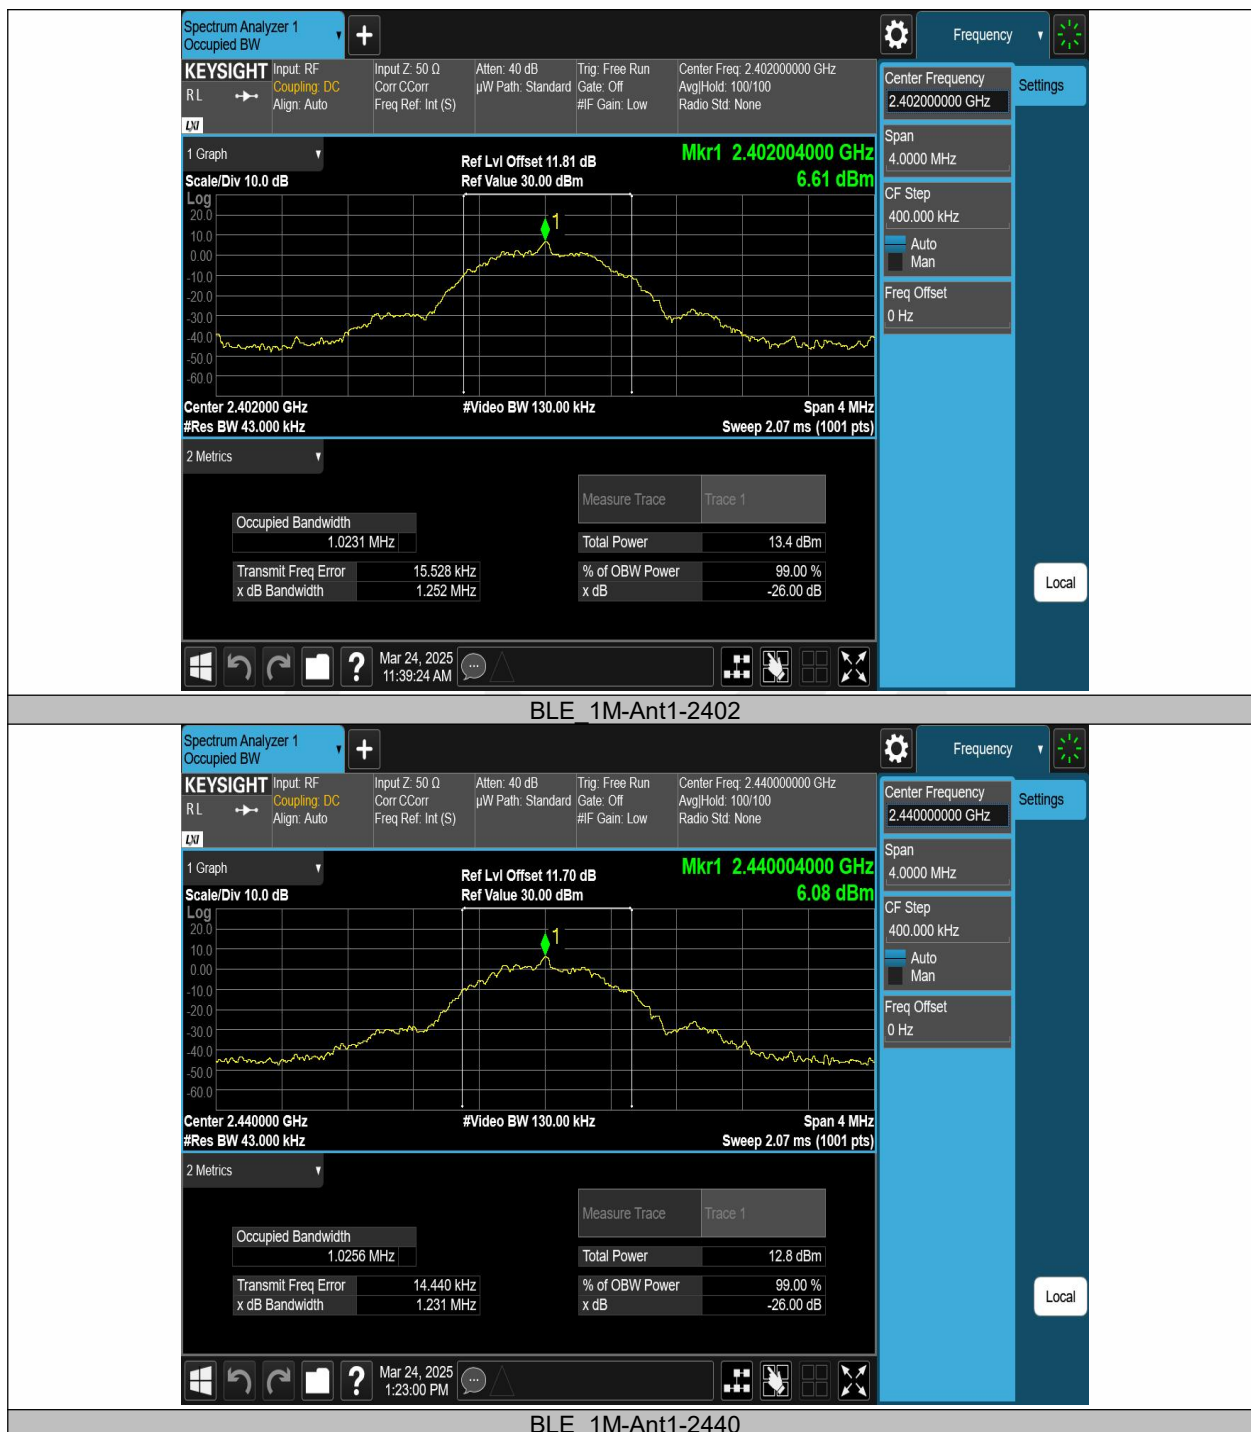 Spectrum Analyzer 1
Occupied BW
+
Frequency
KEYSIGHT
R L
LXI
Input: RF
Coupling: DC
Align: Auto
Input Z: 50 Ω
Corr CCorr
Freq Ref: Int (S)
Atten: 40 dB
µW Path: Standard
Trig: Free Run
Gate: Off
#IF Gain: Low
Center Freq: 2.402000000 GHz
Avg|Hold: 100/100
Radio Std: None
Center Frequency
2.402000000 GHz
Settings
Span
4.0000 MHz
CF Step
400.000 kHz
Auto
Man
Freq Offset
0 Hz
Local
1 Graph
Scale/Div 10.0 dB
Ref Lvl Offset 11.81 dB
Ref Value 30.00 dBm
Mkr1 2.402004000 GHz
6.61 dBm
Log
20.0
10.0
0.00
-10.0
-20.0
-30.0
-40.0
-50.0
-60.0
1
Center 2.402000 GHz
#Video BW 130.00 kHz
Span 4 MHz
#Res BW 43.000 kHz
Sweep 2.07 ms (1001 pts)
2 Metrics
Measure Trace Trace 1
Occupied Bandwidth
1.0231 MHz
Total Power 13.4 dBm
Transmit Freq Error 15.528 kHz
% of OBW Power 99.00 %
x dB Bandwidth 1.252 MHz
x dB -26.00 dB
?
Mar 24, 2025
11:39:24 AM
BLE_1M-Ant1-2402
Spectrum Analyzer 1
Occupied BW
+
Frequency
KEYSIGHT
R L
LXI
Input: RF
Coupling: DC
Align: Auto
Input Z: 50 Ω
Corr CCorr
Freq Ref: Int (S)
Atten: 40 dB
µW Path: Standard
Trig: Free Run
Gate: Off
#IF Gain: Low
Center Freq: 2.440000000 GHz
Avg|Hold: 100/100
Radio Std: None
Center Frequency
2.440000000 GHz
Settings
Span
4.0000 MHz
CF Step
400.000 kHz
Auto
Man
Freq Offset
0 Hz
Local
1 Graph
Scale/Div 10.0 dB
Ref Lvl Offset 11.70 dB
Ref Value 30.00 dBm
Mkr1 2.440004000 GHz
6.08 dBm
Log
20.0
10.0
0.00
-10.0
-20.0
-30.0
-40.0
-50.0
-60.0
1
Center 2.440000 GHz
#Video BW 130.00 kHz
Span 4 MHz
#Res BW 43.000 kHz
Sweep 2.07 ms (1001 pts)
2 Metrics
Measure Trace Trace 1
Occupied Bandwidth
1.0256 MHz
Total Power 12.8 dBm
Transmit Freq Error 14.440 kHz
% of OBW Power 99.00 %
x dB Bandwidth 1.231 MHz
x dB -26.00 dB
?
Mar 24, 2025
1:23:00 PM
BLE_1M-Ant1-2440